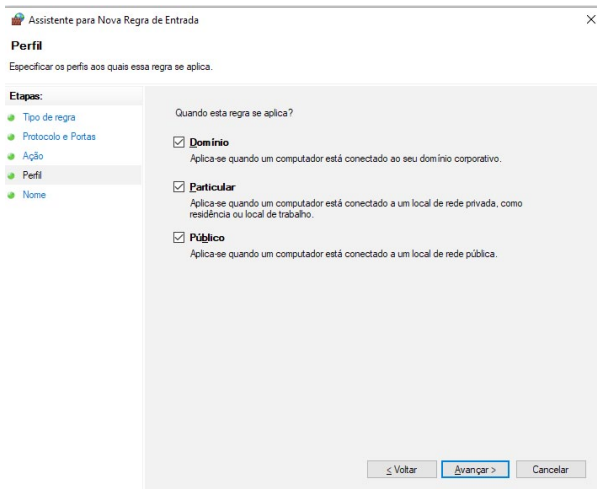 Assistente para Nova Regra de Entrada
Perfil
Especificar os perfis aos quais essa regra se aplica.
Etapas:
Tipo de regra
Protocolo e Portas
Ação
Perfil
Nome
Quando esta regra se aplica?
Domínio
Aplica-se quando um computador está conectado ao seu domínio corporativo.
Particular
Aplica-se quando um computador está conectado a um local de rede privada, como
residência ou local de trabalho.
Público
Aplica-se quando um computador está conectado a um local de rede pública.
< Voltar
Avançar >
Cancelar